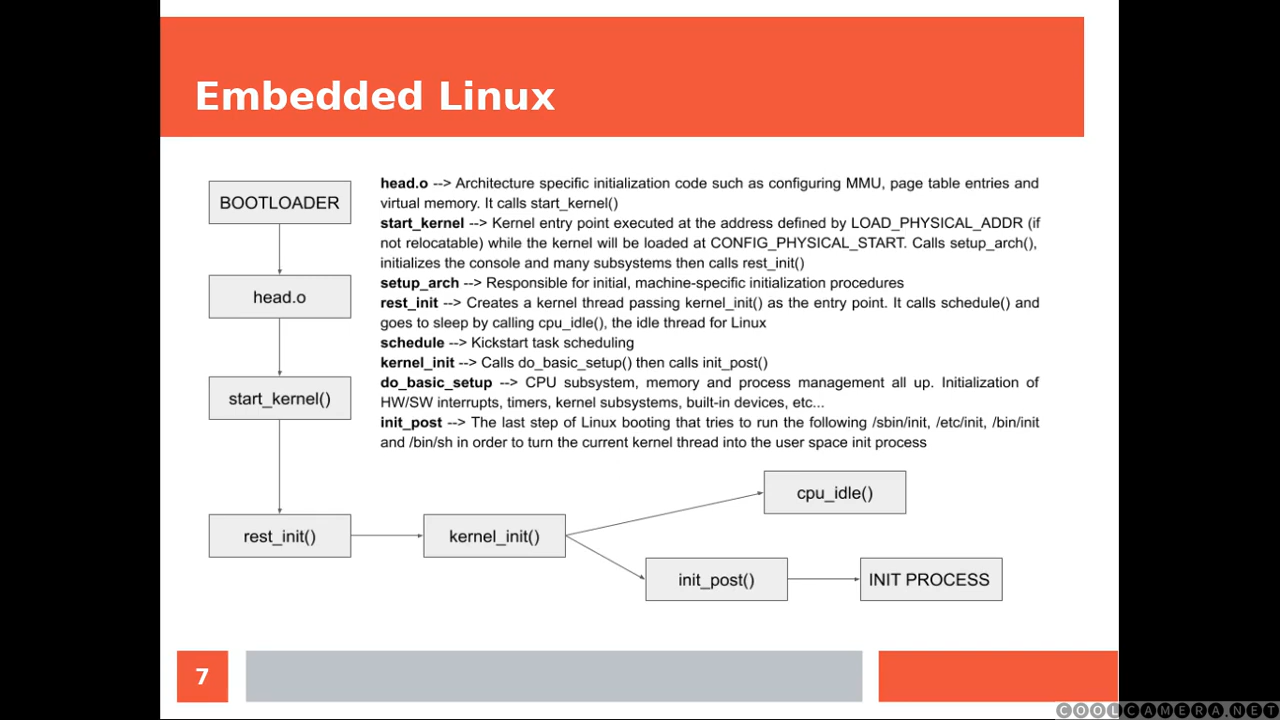 Embedded Linux
BOOTLOADER
head.o
start_kernel()
head.o --> Architecture specific initialization code such as configuring MMU, page table entries and
virtual memory. It calls start_kernel()
start_kernel --> Kernel entry point executed at the address defined by LOAD_PHYSICAL_ADDR (if
not relocatable) while the kernel will be loaded at CONFIG_PHYSICAL_START. Calls setup_arch(),
initializes the console and many subsystems then calls rest_init()
setup_arch --> Responsible for initial, machine-specific initialization procedures
rest_init --> Creates a kernel thread passing kernel_init() as the entry point. It calls schedule() and
goes to sleep by calling cpu_idle(), the idle thread for Linux
schedule --> Kickstart task scheduling
kernel_init --> Calls do_basic_setup() then calls init_post()
do_basic_setup --> CPU subsystem, memory and process management all up. Initialization of
HW/SW interrupts, timers, kernel subsystems, built-in devices, etc...
init_post --> The last step of Linux booting that tries to run the following /sbin/init, /etc/init, /bin/init
and /bin/sh in order to turn the current kernel thread into the user space init process
rest_init()
kernel_init()
cpu_idle()
init_post()
INIT PROCESS
7
COOLCAMERA.NET